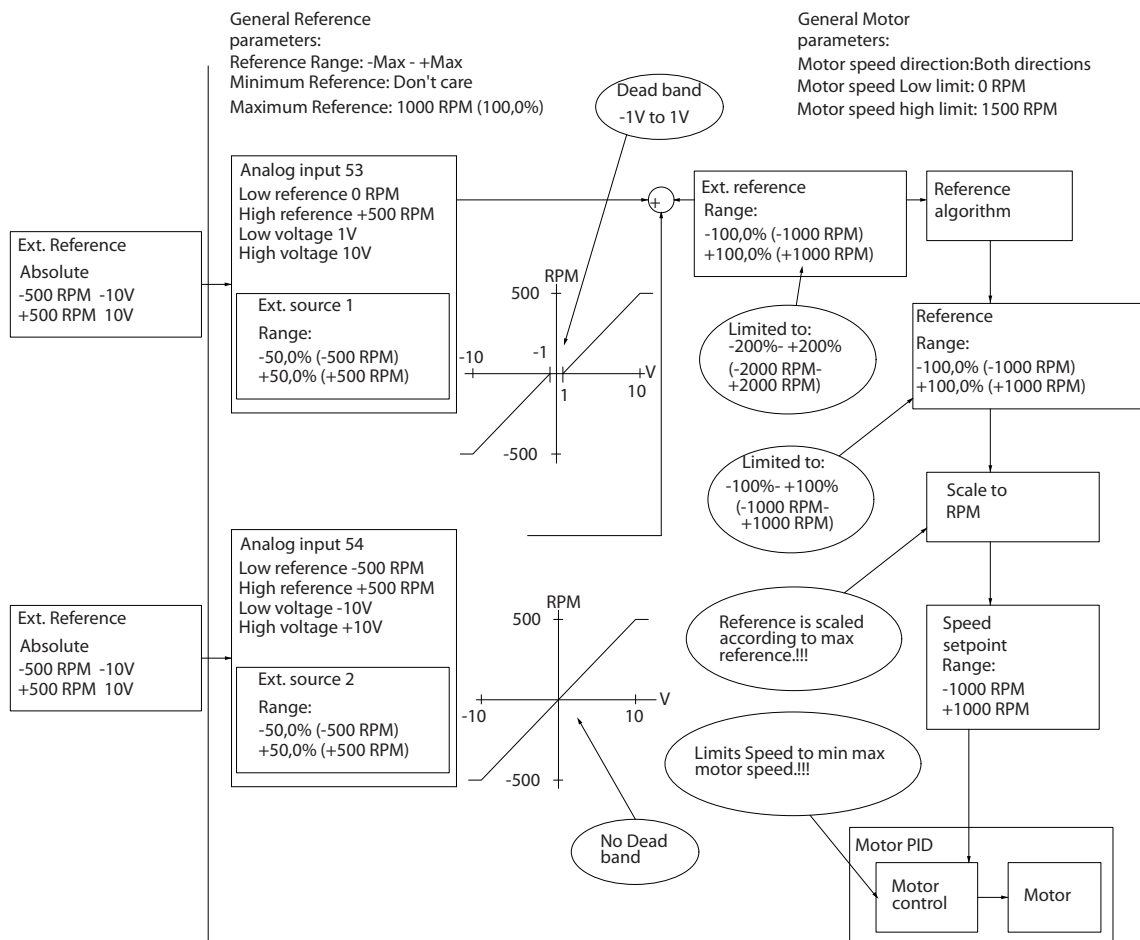 General Reference
parameters:
Reference Range: -Max - +Max
Minimum Reference: Don't care
Maximum Reference: 1000 RPM (100,0%)
General Motor
parameters:
Motor speed direction:Both directions
Motor speed Low limit: 0 RPM
Motor speed high limit: 1500 RPM
Dead band
-1V to 1V
Ext. Reference
Absolute
-500 RPM -10V
+500 RPM 10V
Analog input 53
Low reference 0 RPM
High reference +500 RPM
Low voltage 1V
High voltage 10V
Ext. source 1
Range:
-50,0% (-500 RPM)
+50,0% (+500 RPM)
RPM
500
-10
-1
V
1
10
-500
+
Ext. reference
Range:
-100,0% (-1000 RPM)
+100,0% (+1000 RPM)
Reference
algorithm
Limited to:
-200%- +200%
(-2000 RPM-
+2000 RPM)
Reference
Range:
-100,0% (-1000 RPM)
+100,0% (+1000 RPM)
Limited to:
-100%- +100%
(-1000 RPM-
+1000 RPM)
Scale to
RPM
Ext. Reference
Absolute
-500 RPM -10V
+500 RPM 10V
Analog input 54
Low reference -500 RPM
High reference +500 RPM
Low voltage -10V
High voltage +10V
Ext. source 2
Range:
-50,0% (-500 RPM)
+50,0% (+500 RPM)
RPM
500
V
-10
10
-500
No Dead
band
Reference is scaled
according to max
reference.!!!
Speed
setpoint
Range:
-1000 RPM
+1000 RPM
Limits Speed to min max
motor speed.!!!
Motor PID
Motor
control
Motor